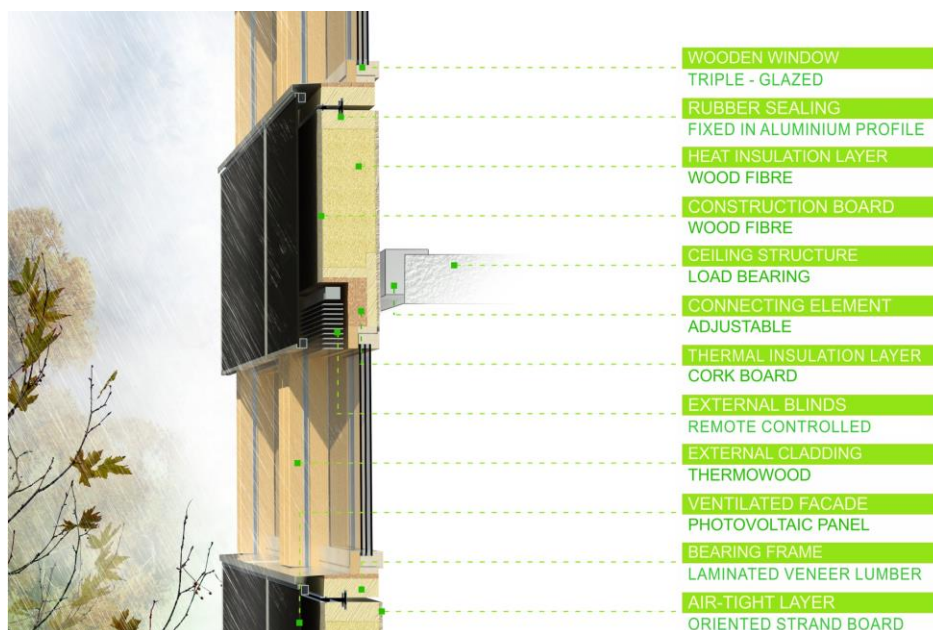 WOODEN WINDOW
TRIPLE - GLAZED
RUBBER SEALING
FIXED IN ALUMINIUM PROFILE
HEAT INSULATION LAYER
WOOD FIBRE
CONSTRUCTION BOARD
WOOD FIBRE
CEILING STRUCTURE
LOAD BEARING
CONNECTING ELEMENT
ADJUSTABLE
THERMAL INSULATION LAYER
CORK BOARD
EXTERNAL BLINDS
REMOTE CONTROLLED
EXTERNAL CLADDING
THERMOWOOD
VENTILATED FACADE
PHOTOVOLTAIC PANEL
BEARING FRAME
LAMINATED VENEER LUMBER
AIR-TIGHT LAYER
ORIENTED STRAND BOARD